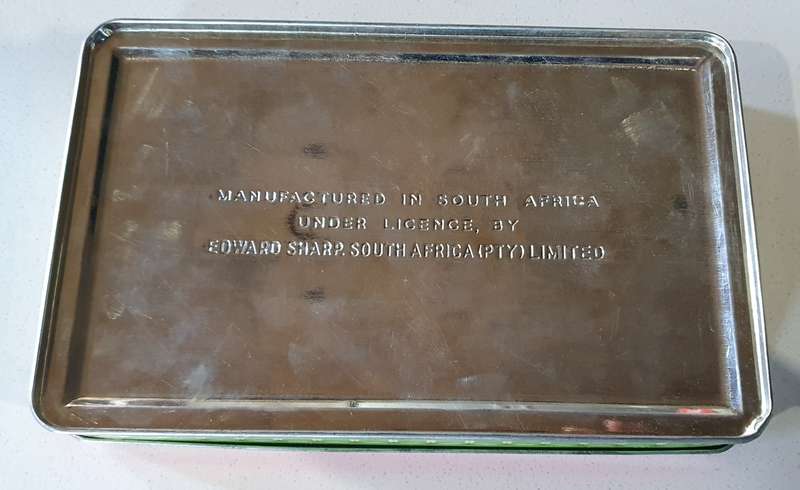 MANUFACTURED IN SOUTH AFRICA
UNDER LICENCE, BY
EDWARD SHARP. SOUTH AFRICA (PTY) LIMITED